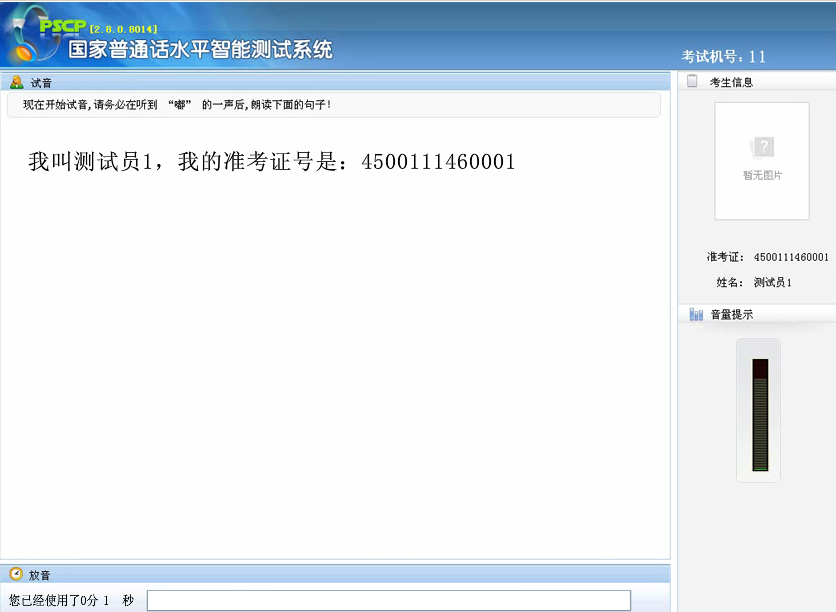 PSCP [2.8.0.8014]
国家普通话水平智能测试系统
考试机号：11
试音
现在开始试音,请务必在听到 “嘟” 的一声后,朗读下面的句子!
我叫测试员1，我的准考证号是：4500111460001
考生信息
?
暂无图片
准考证： 4500111460001
姓名： 测试员1
音量提示
放音
您已经使用了0分 1 秒